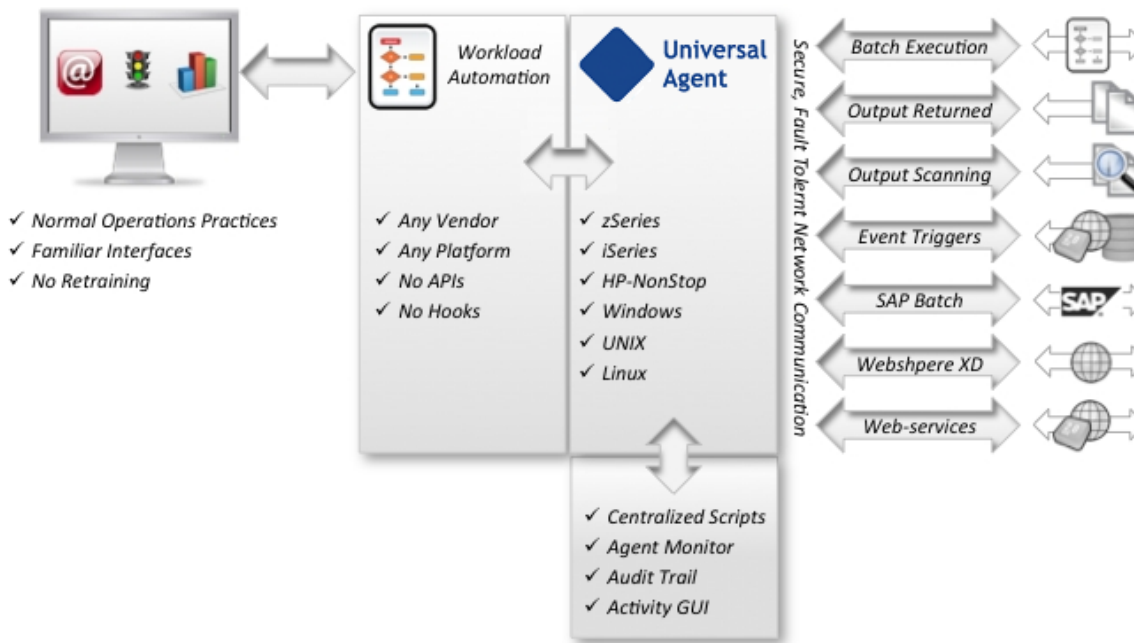 Workload
Automation
Universal
Agent
Normal Operations Practices
Familiar Interfaces
No Retraining
Any Vendor
Any Platform
No APIs
No Hooks
zSeries
iSeries
HP-NonStop
Windows
UNIX
Linux
Centralized Scripts
Agent Monitor
Audit Trail
Activity GUI
Secure, Fault Tolernt Network Communication
Batch Execution
Output Returned
Output Scanning
Event Triggers
SAP Batch
SAP
Webshpere XD
Web-services
@